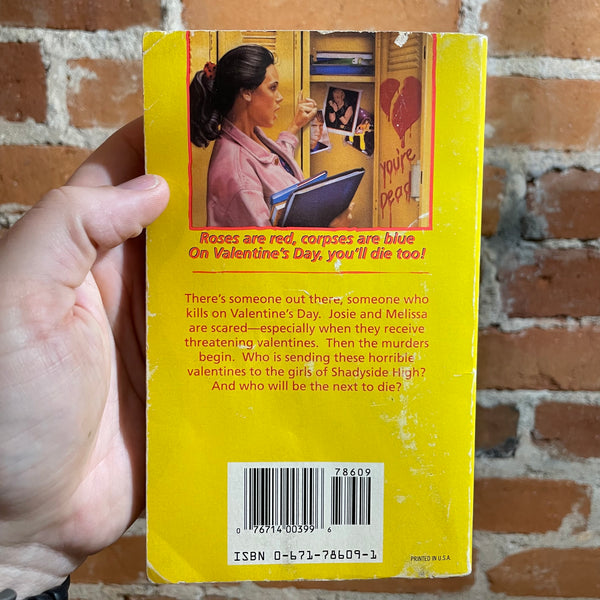 you're
Dead
Roses are red, corpses are blue
On Valentine's Day, you'll die too!
There's someone out there, someone who
kills on Valentine's Day. Josie and Melissa
are scared—especially when they receive
threatening valentines. Then the murders
begin. Who is sending these horrible
valentines to the girls of Shadyside High?
And who will be the next to die?
78609
0 76714 00399 6
ISBN 0-671-78609-1
PRINTED IN U.S.A.